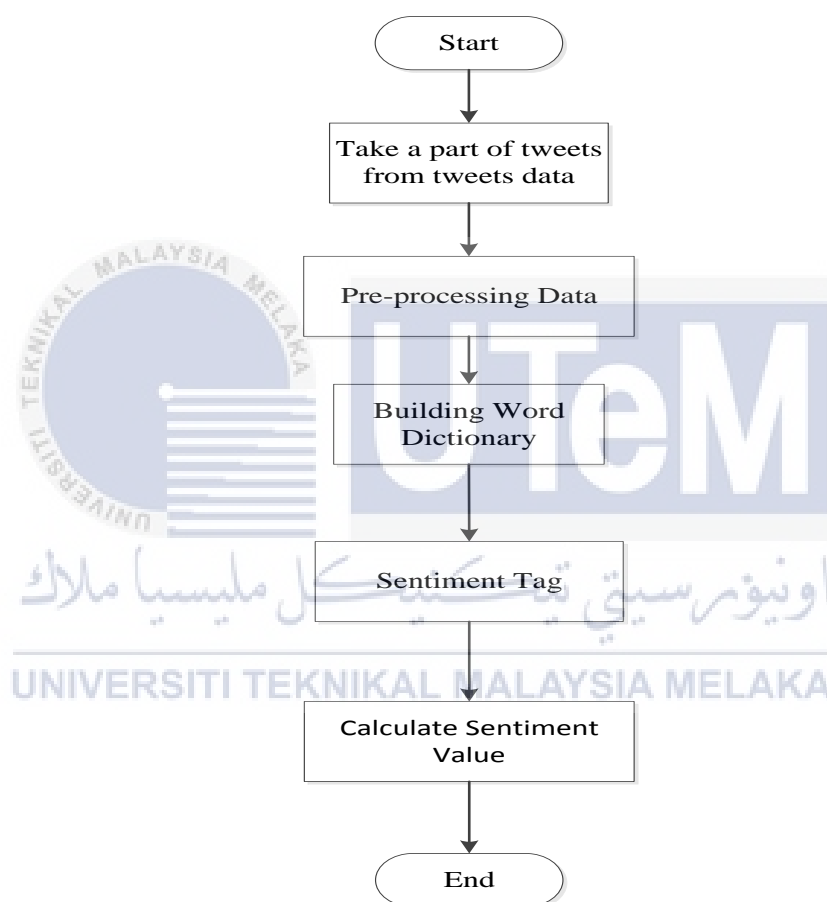 Start
Take a part of tweets
from tweets data
UNIVERSITI TEKNIKAL MALAYSIA MELAKA
Pre-processing Data
UTeM
Building Word
Dictionary
Sentiment Tag
اونيۏرسيتي تيكنيكل مليسيا ملاك
UNIVERSITI TEKNIKAL MALAYSIA MELAKA
Calculate Sentiment
Value
End